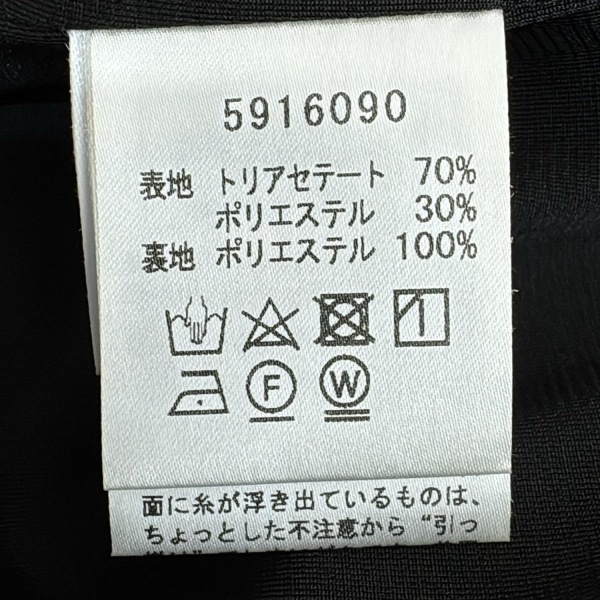 5916090
表地 トリアセテート 70%
ポリエステル 30%
裏地 ポリエステル 100%
F W
面に糸が浮き出ているものは、
ちょっとした不注意から“引っ